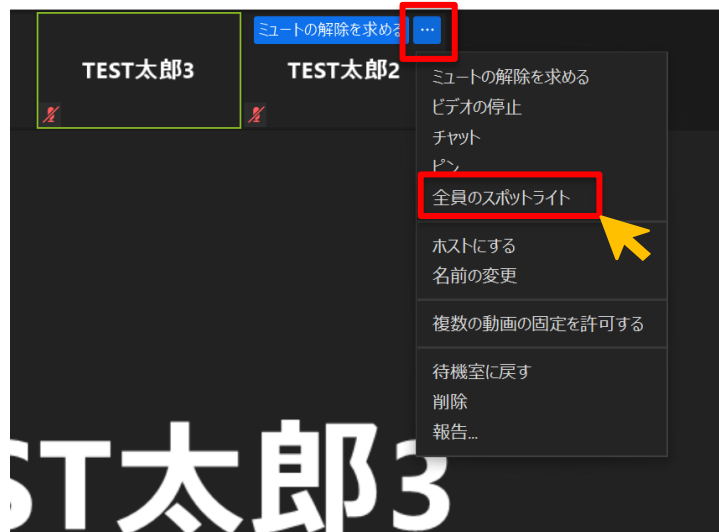 ミュートの解除を求める ...
TEST太郎3
TEST太郎2
ミュートの解除を求める
ビデオの停止
チャット
ピン
全員のスポットライト
ホストにする
名前の変更
複数の動画の固定を許可する
待機室に戻す
削除
報告...
ST太郎3